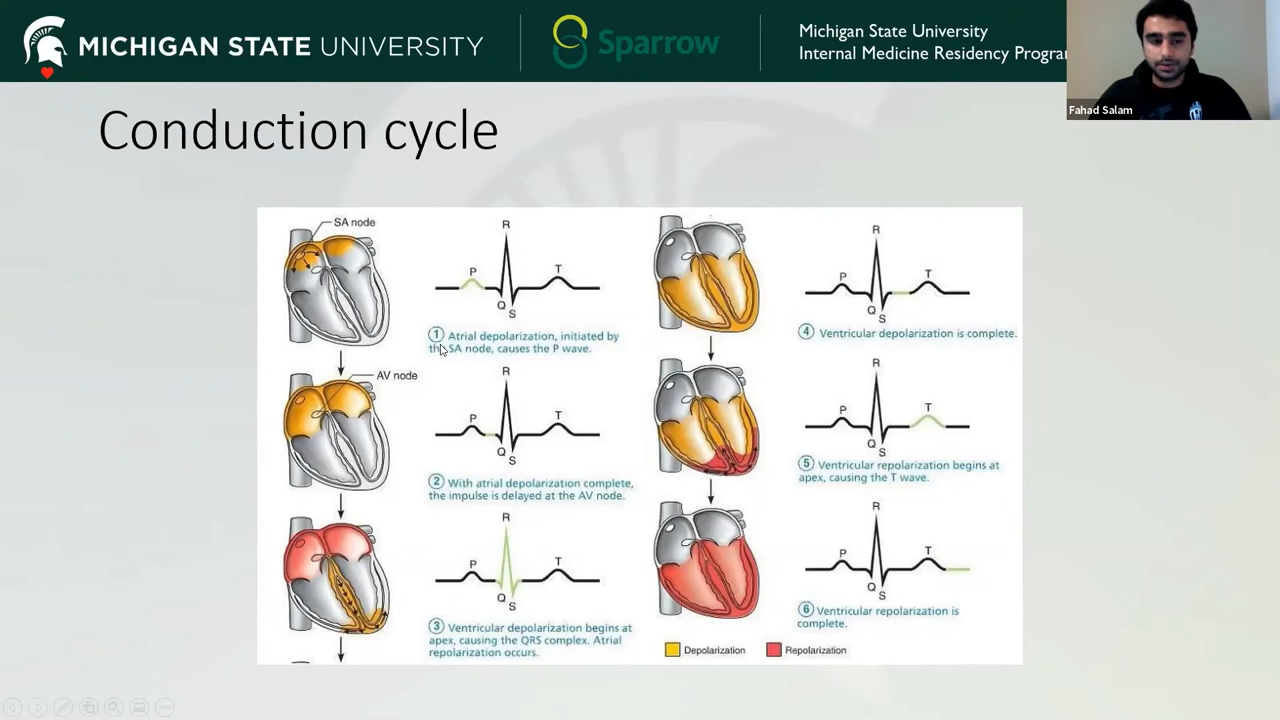 MICHIGAN STATE UNIVERSITY
Sparrow
Michigan State University
Internal Medicine Residency Program
Fahad Salam
Conduction cycle
SA node
R
P
T
Q
S
① Atrial depolarization, initiated by
the SA node, causes the P wave.
AV node
R
P
T
Q
S
② With atrial depolarization complete,
the impulse is delayed at the AV node.
R
P
T
Q
S
③ Ventricular depolarization begins at
apex, causing the QRS complex. Atrial
repolarization occurs.
R
P
T
Q
S
④ Ventricular depolarization is complete.
R
P
T
Q
S
⑤ Ventricular repolarization begins at
apex, causing the T wave.
R
P
T
Q
S
⑥ Ventricular repolarization is
complete.
Depolarization
Repolarization